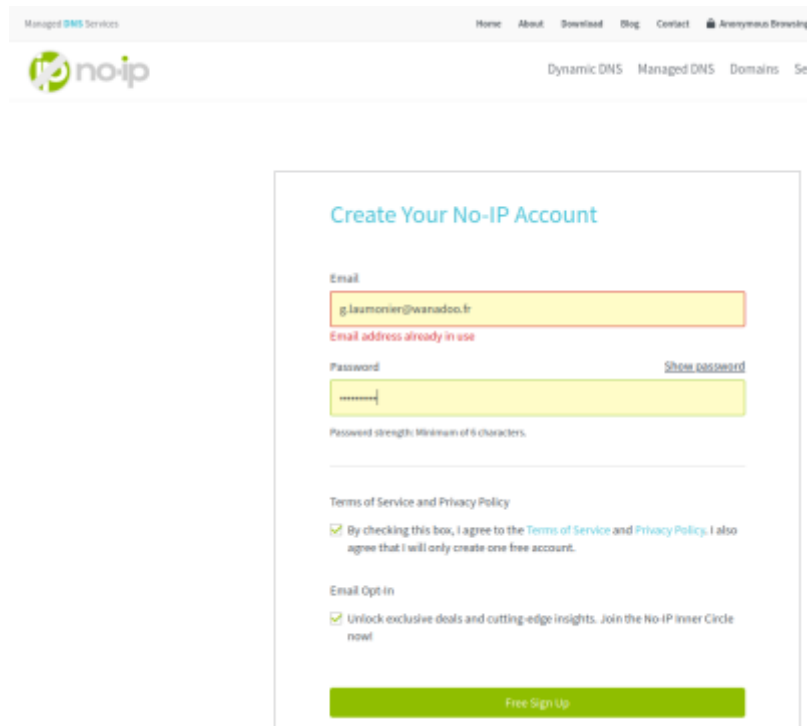 Managed DNS Services
Home About Download Blog Contact Anonymous Browsing
no·ip
Dynamic DNS Managed DNS Domains Se
Create Your No-IP Account
Email
g.laumonier@wanadoo.fr
Email address already in use
Password Show password
••••••••••
Password strength: Minimum of 6 characters.
Terms of Service and Privacy Policy
By checking this box, I agree to the Terms of Service and Privacy Policy. I also
agree that I will only create one free account.
Email Opt-In
Unlock exclusive deals and cutting-edge insights. Join the No-IP Inner Circle
now!
Free Sign Up